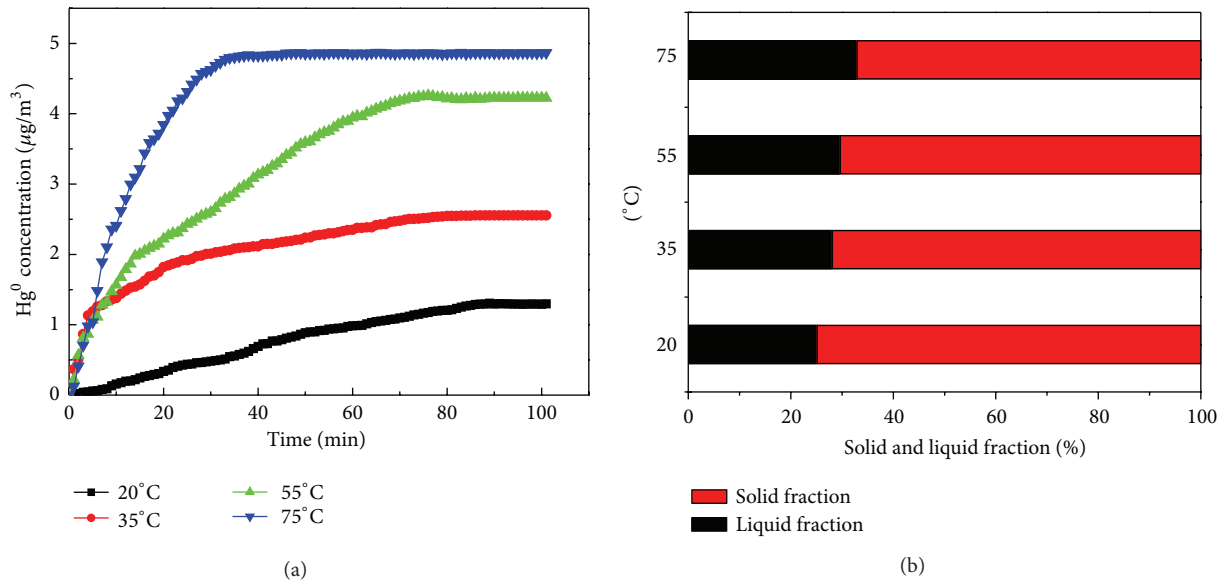 5
4
3
2
1
0
Hg⁰ concentration (μg/m³)
0 20 40 60 80 100
Time (min)
20°C
35°C
55°C
75°C
(a)
75
55
35
20
(°C)
0 20 40 60 80 100
Solid and liquid fraction (%)
Solid fraction
Liquid fraction
(b)